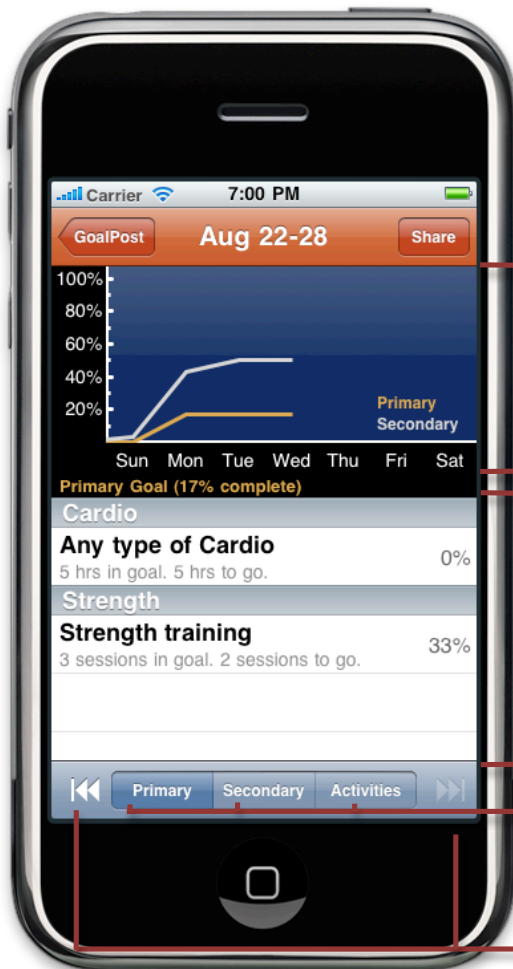 Carrier 7:00 PM
GoalPost Aug 22-28 Share
100%
80%
60%
40%
20%
Primary
Secondary
Sun Mon Tue Wed Thu Fri Sat
Primary Goal (17% complete)
Cardio
Any type of Cardio 0%
5 hrs in goal. 5 hrs to go.
Strength
Strength training 33%
3 sessions in goal. 2 sessions to go.
Primary Secondary Activities